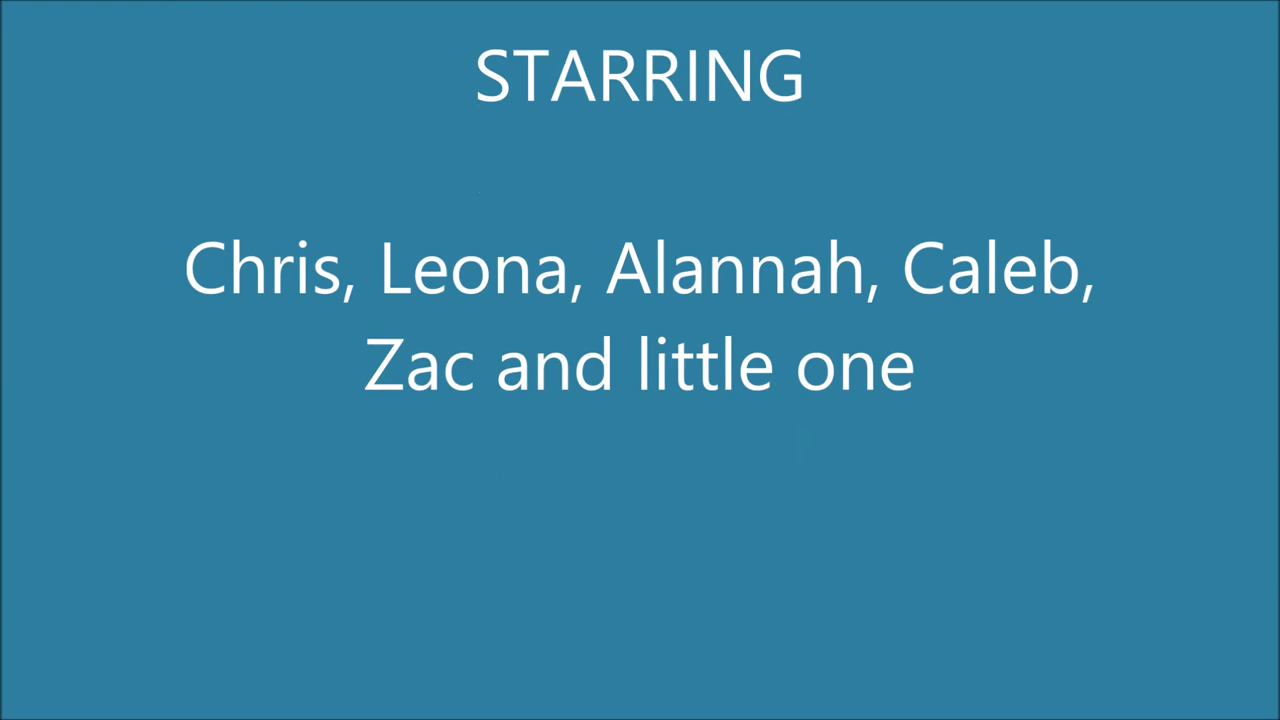 STARRING
Chris, Leona, Alannah, Caleb,
Zac and little one